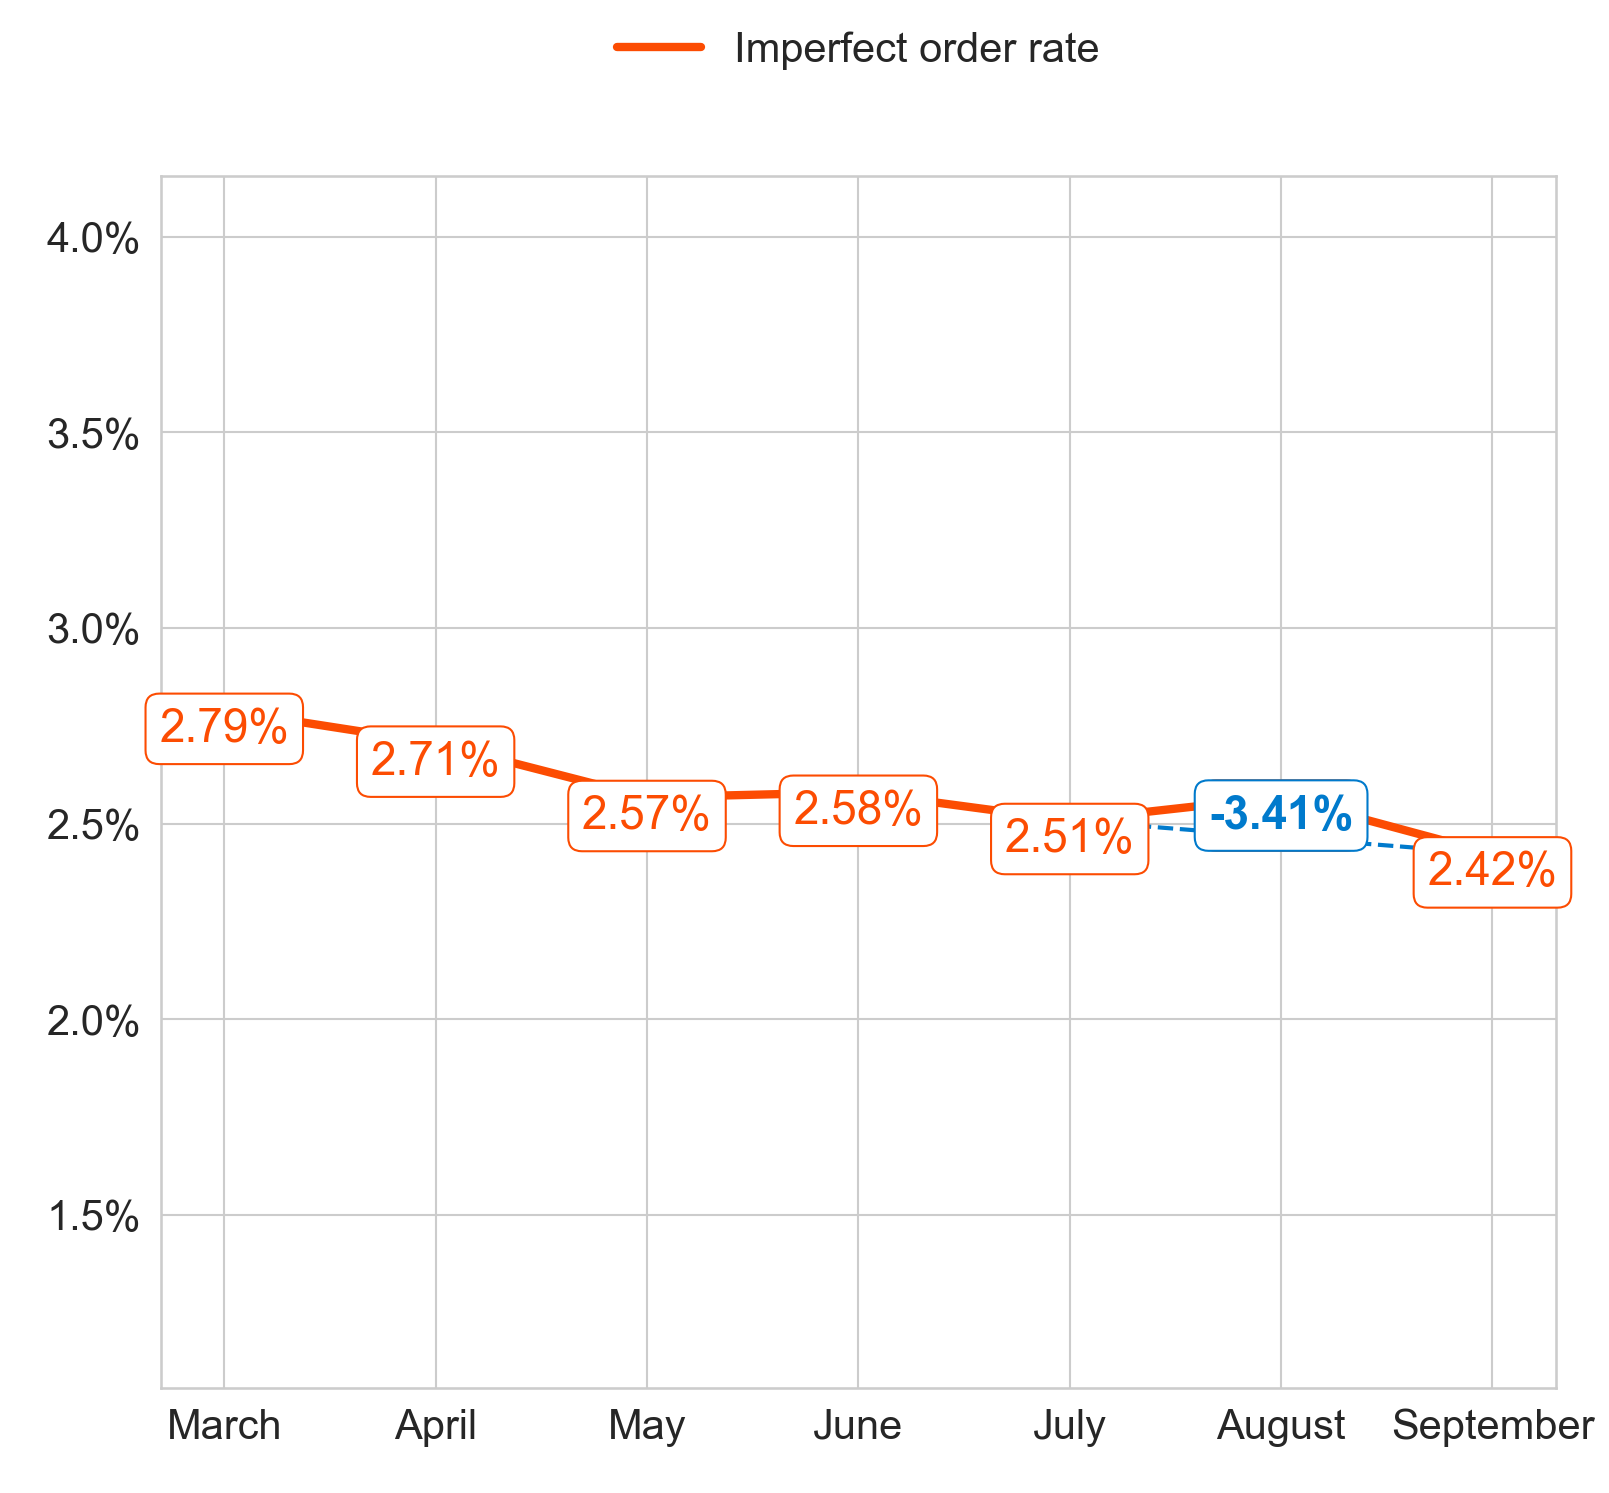 Imperfect order rate
4.0%
3.5%
3.0%
2.5%
2.0%
1.5%
2.79%
2.71%
2.57%
2.58%
2.51%
-3.41%
2.42%
March
April
May
June
July
August
September